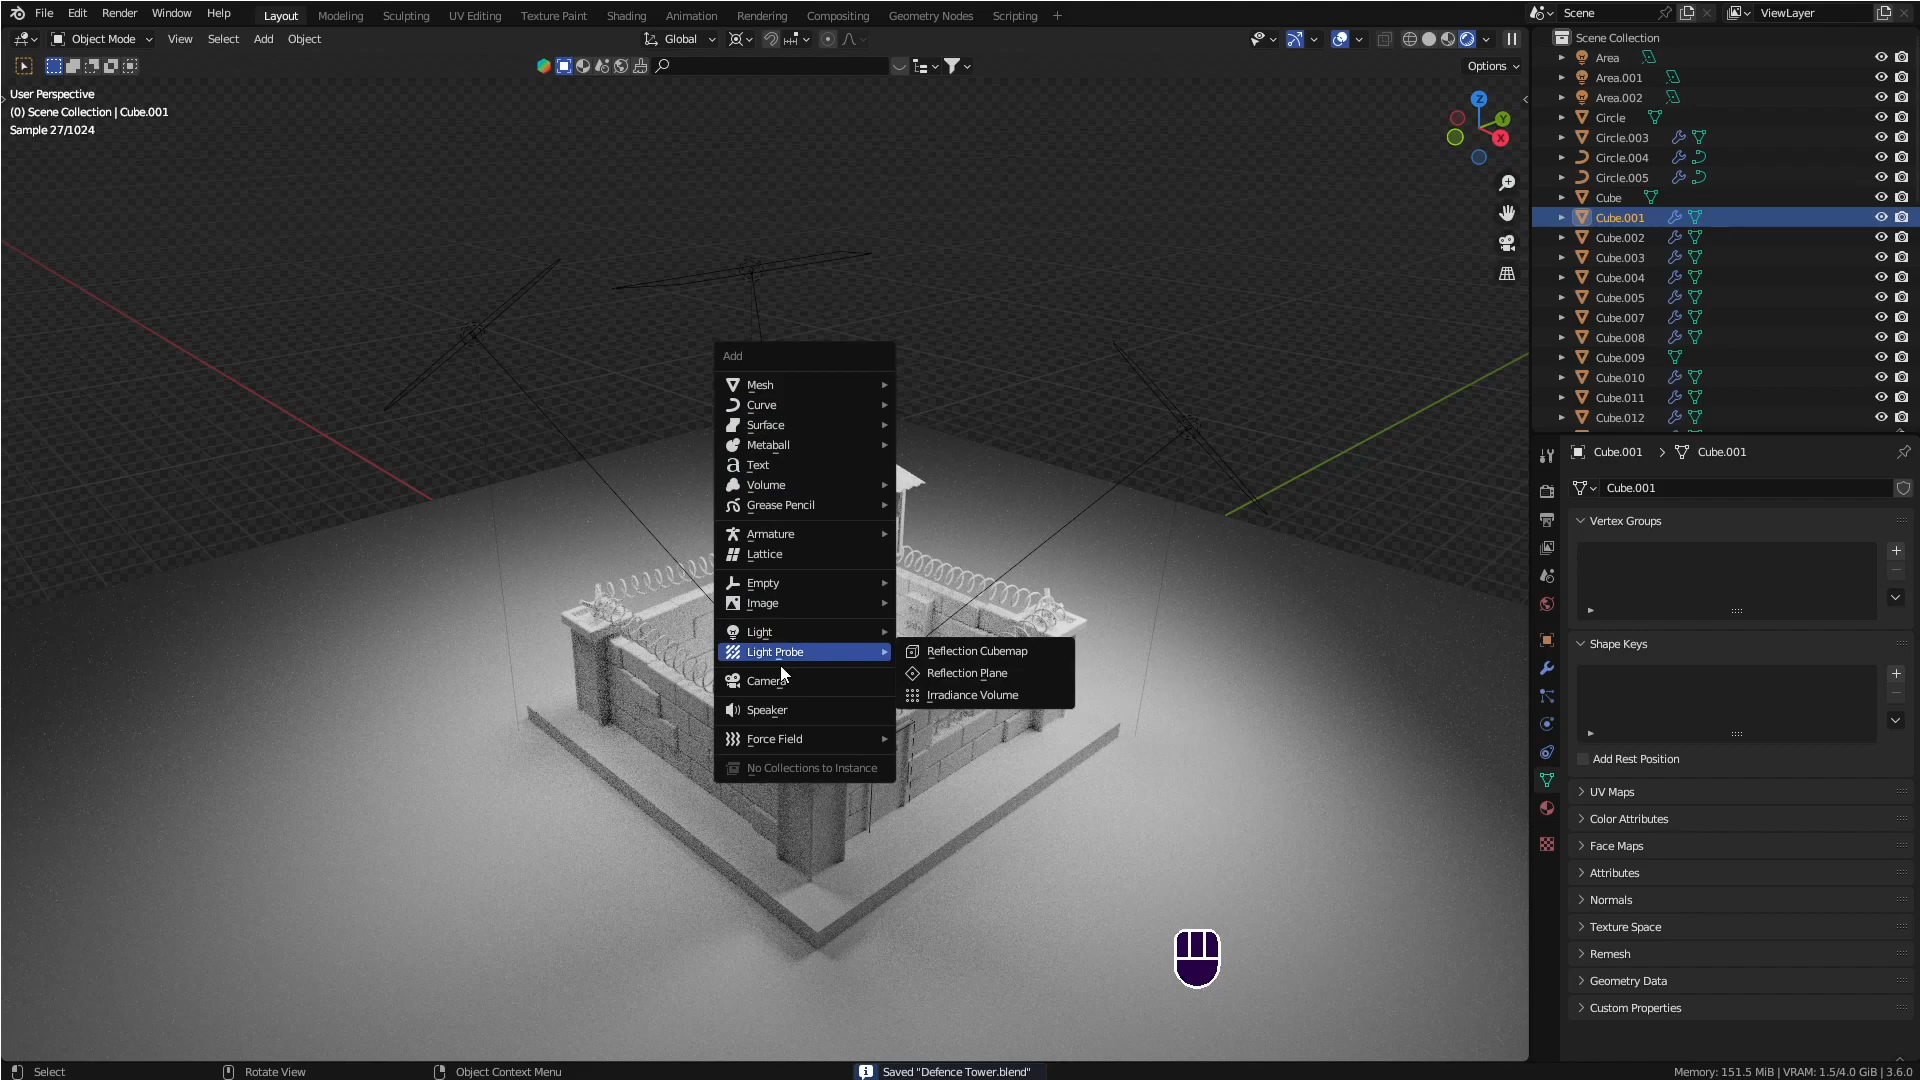 File Edit Render Window Help Layout Modeling Sculpting UV Editing Texture Paint Shading Animation Rendering Compositing Geometry Nodes Scripting + Scene ViewLayer
Object Mode View Select Add Object Global
Options
User Perspective
(0) Scene Collection | Cube.001
Sample 27/1024
Z
Y
X
Add
Mesh
Curve
Surface
Metaball
Text
Volume
Grease Pencil
Armature
Lattice
Empty
Image
Light
Light Probe
Camera
Speaker
Force Field
No Collections to Instance
Reflection Cubemap
Reflection Plane
Irradiance Volume
Scene Collection
Area
Area.001
Area.002
Circle
Circle.003
Circle.004
Circle.005
Cube
Cube.001
Cube.002
Cube.003
Cube.004
Cube.005
Cube.007
Cube.008
Cube.009
Cube.010
Cube.011
Cube.012
Cube.001 > Cube.001
Cube.001
Vertex Groups
Shape Keys
Add Rest Position
UV Maps
Color Attributes
Face Maps
Attributes
Normals
Texture Space
Remesh
Geometry Data
Custom Properties
Select Rotate View Object Context Menu Saved "Defence Tower.blend" Memory: 151.5 MiB | VRAM: 1.5/4.0 GiB | 3.6.0